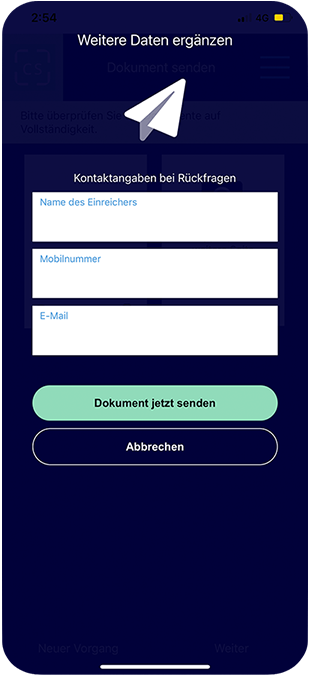 2:54
4G
Weitere Daten ergänzen
Dokument senden
Bitte überprüfen Sie
auf
Vollständigkeit
Kontaktangaben bei Rückfragen
Name des Einreichers
Mobilnummer
E-Mail
Dokument jetzt senden
Abbrechen
Neuer Vorgang
Weiter